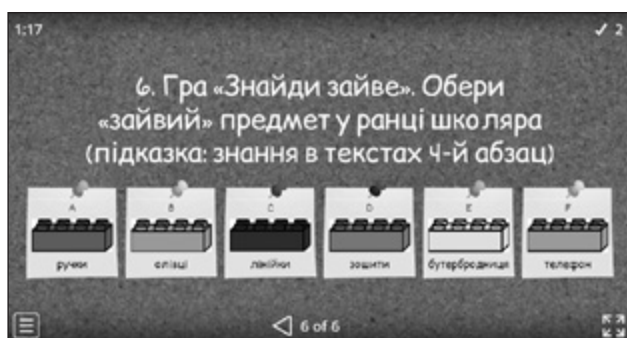 1:17
✓ 2
6. Гра «Знайди зайве». Обери
«зайвий» предмет у ранці школяра
(підказка: знання в текстах 4-й абзац)
A B C D E F
ручки олівці лінійки зошити бутербродниця телефон
6 of 6